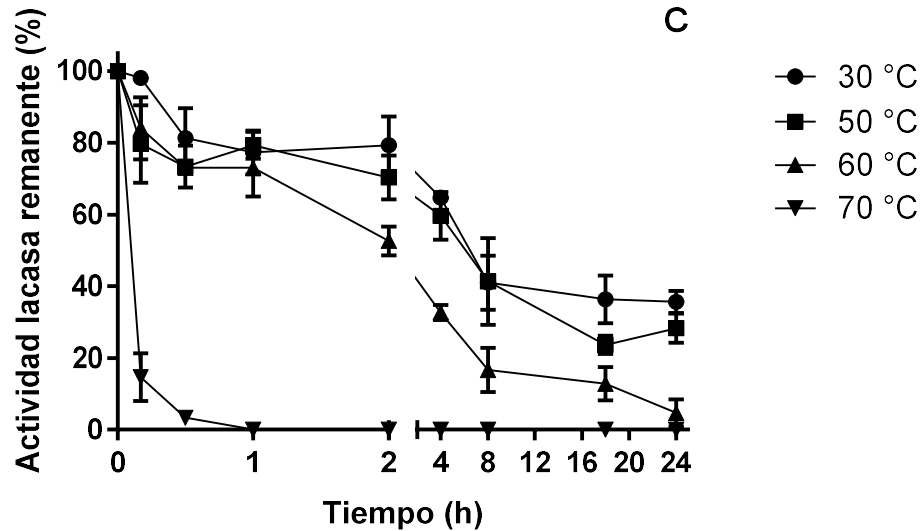 C
Actividad lacasa remanente (%)
100
80
60
40
20
0
0 1 2 4 8 12 16 20 24
Tiempo (h)
30 °C
50 °C
60 °C
70 °C